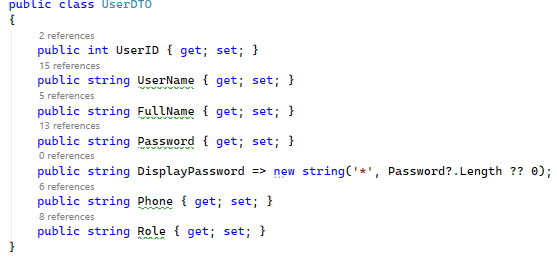 public class UserDTO
{
2 references
public int UserID { get; set; }
15 references
public string UserName { get; set; }
5 references
public string FullName { get; set; }
13 references
public string Password { get; set; }
0 references
public string DisplayPassword => new string('*', Password?.Length ?? 0);
6 references
public string Phone { get; set; }
8 references
public string Role { get; set; }
}